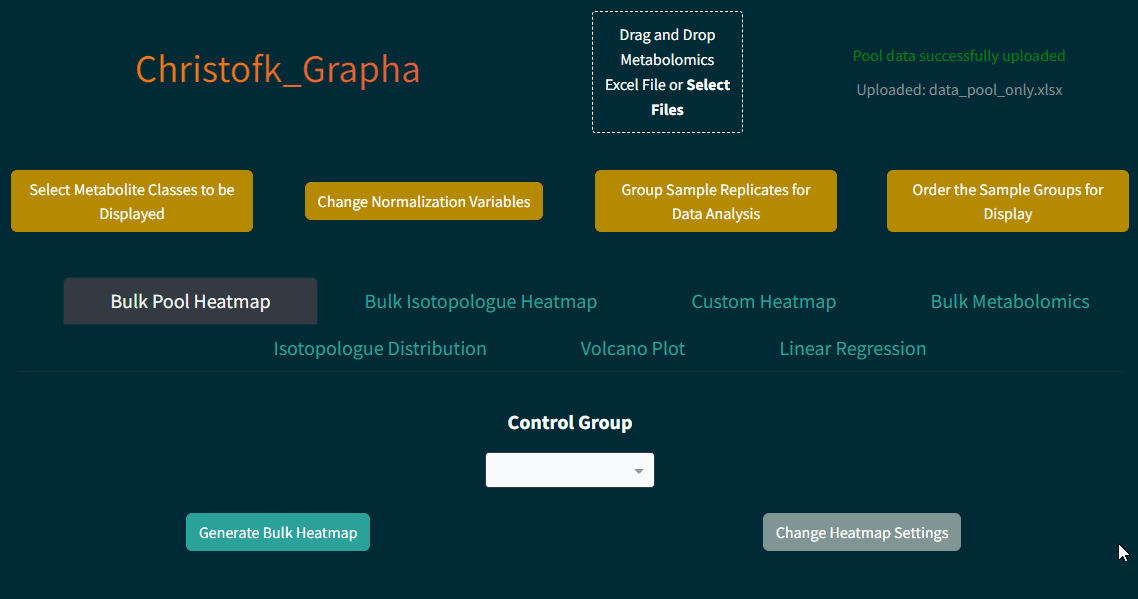 Christofk_Grapha
Drag and Drop
Metabolomics
Excel File or Select
Files
Pool data successfully uploaded
Uploaded: data_pool_only.xlsx
Select Metabolite Classes to be
Displayed
Change Normalization Variables
Group Sample Replicates for
Data Analysis
Order the Sample Groups for
Display
Bulk Pool Heatmap
Bulk Isotopologue Heatmap
Custom Heatmap
Bulk Metabolomics
Isotopologue Distribution
Volcano Plot
Linear Regression
Control Group
Generate Bulk Heatmap
Change Heatmap Settings